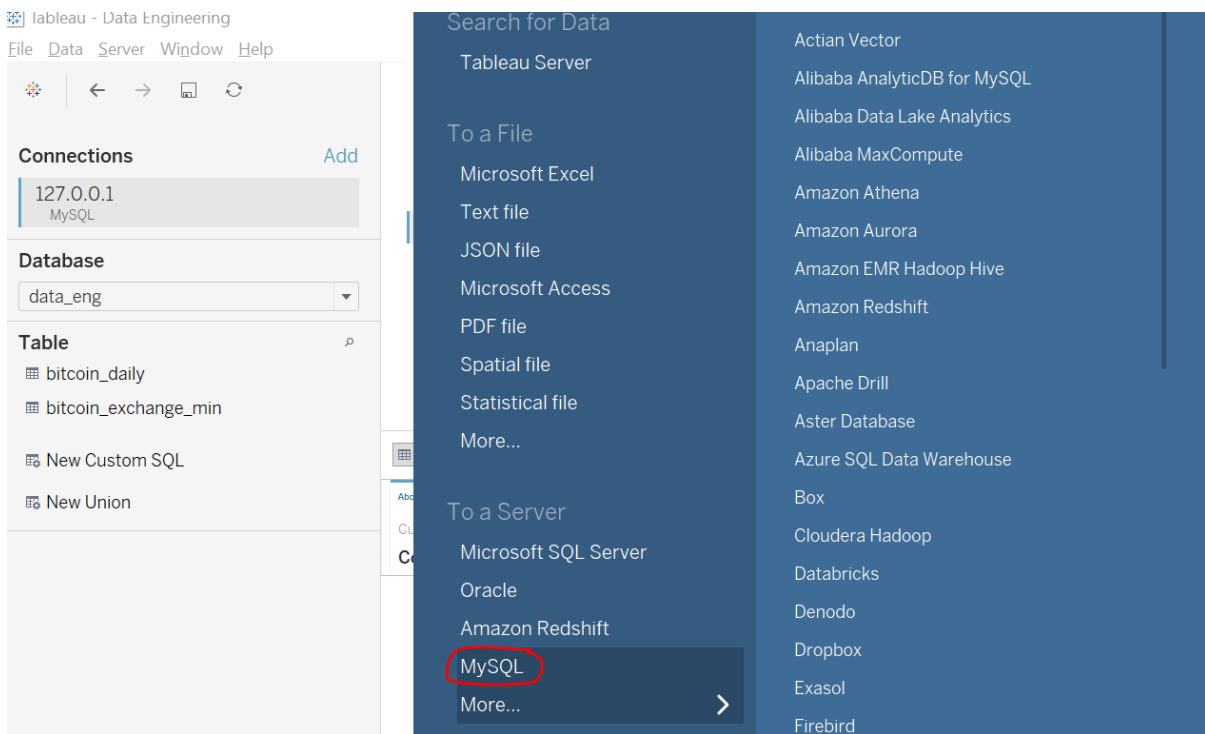 Tableau - Data Engineering
File Data Server Window Help
Connections Add
127.0.0.1
MySQL
Database
data_eng
Table
bitcoin_daily
bitcoin_exchange_min
New Custom SQL
New Union
Abc
Cu
Search for Data
Tableau Server
To a File
Microsoft Excel
Text file
JSON file
Microsoft Access
PDF file
Spatial file
Statistical file
More...
To a Server
Microsoft SQL Server
Oracle
Amazon Redshift
MySQL
More...
Actian Vector
Alibaba AnalyticDB for MySQL
Alibaba Data Lake Analytics
Alibaba MaxCompute
Amazon Athena
Amazon Aurora
Amazon EMR Hadoop Hive
Amazon Redshift
Anaplan
Apache Drill
Aster Database
Azure SQL Data Warehouse
Box
Cloudera Hadoop
Databricks
Denodo
Dropbox
Exasol
Firebird